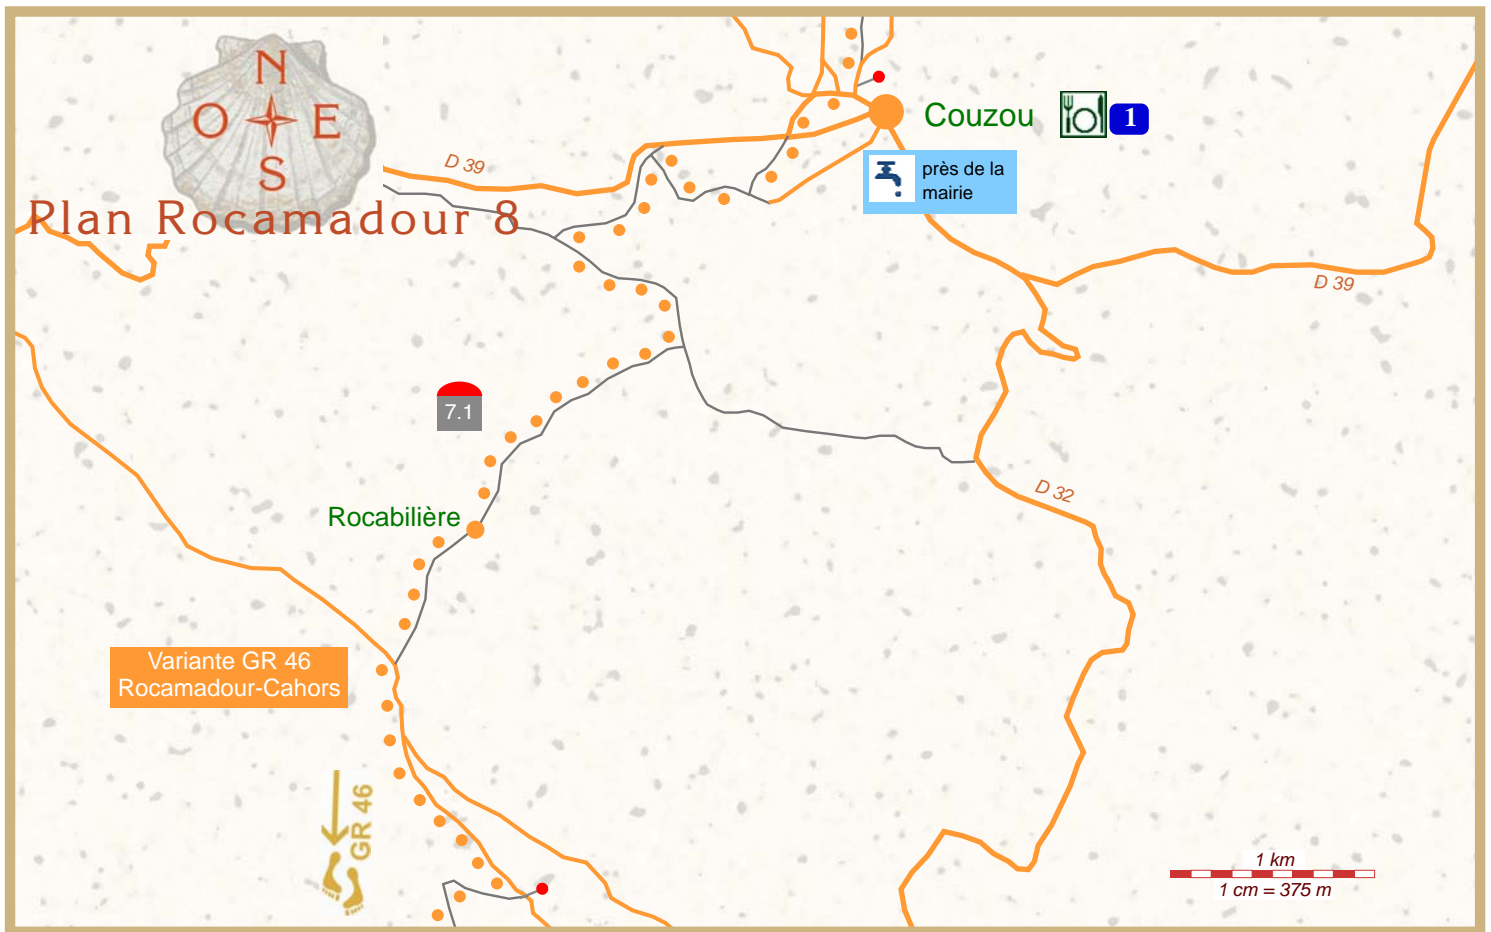 N
O E
S
Plan Rocamadour 8
D 39
Couzou
1
près de la
mairie
D 39
7.1
Rocabilière
D 32
Variante GR 46
Rocamadour-Cahors
GR 46
1 km
1 cm = 375 m